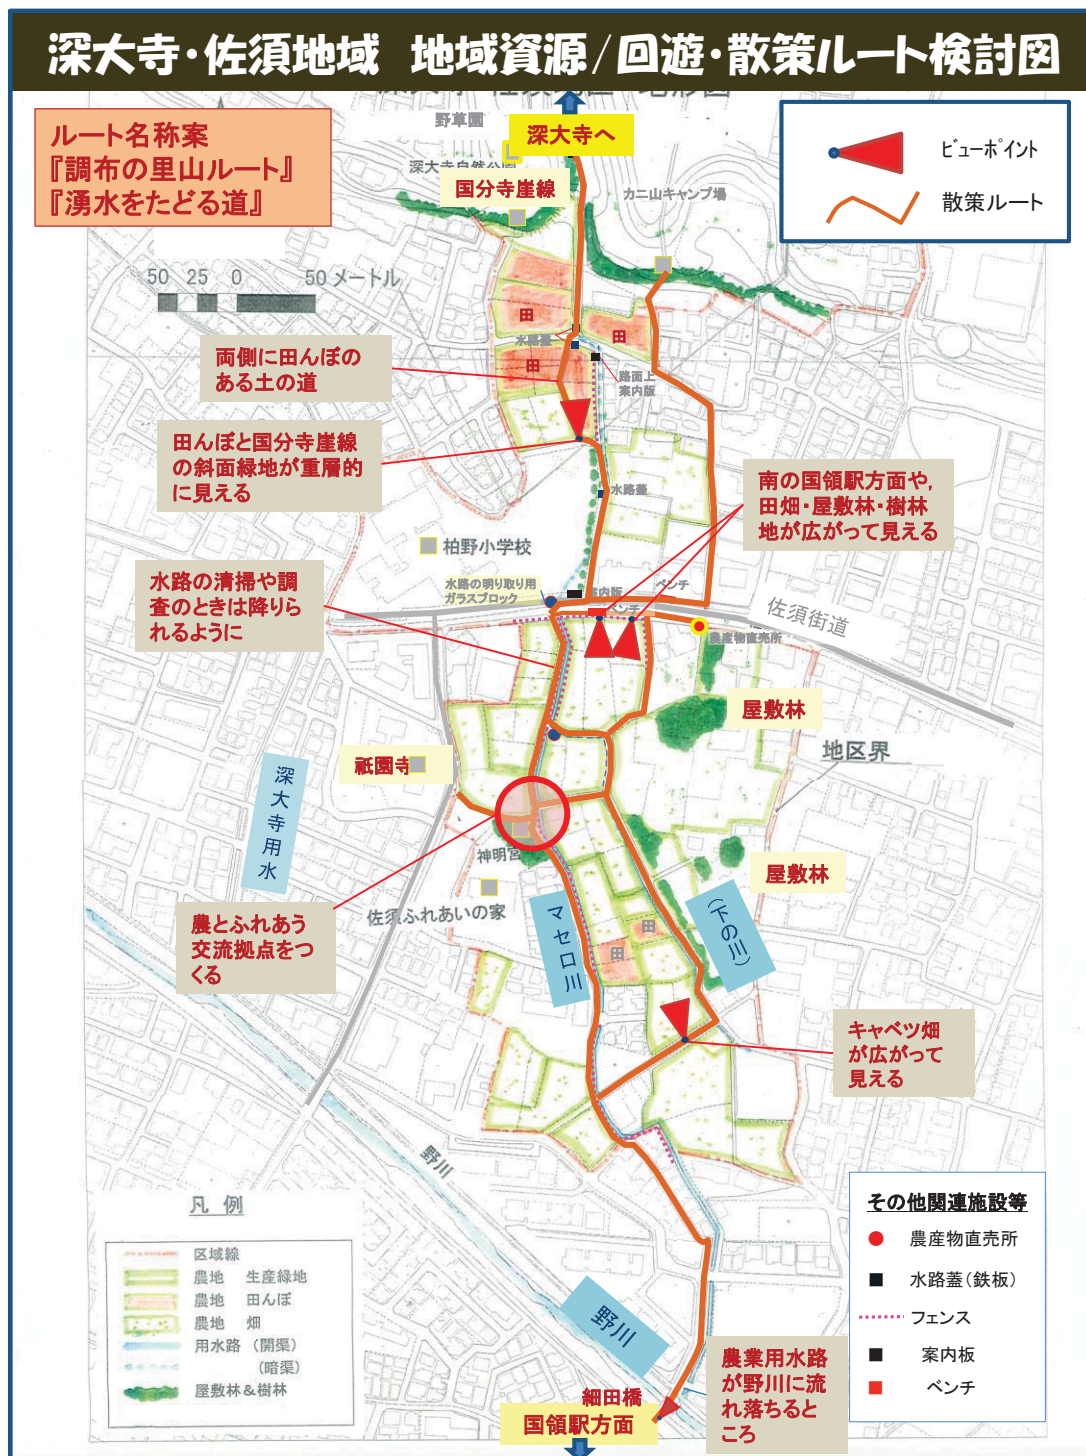 深大寺・佐須地域　地域資源/回遊・散策ルート検討図
ルート名称案
『調布の里山ルート』
『湧水をたどる道』
野草園
深大寺へ
深大寺自然公園
国分寺崖線
カニ山キャンプ場
ビューポイント
散策ルート
50 25 0 50 メートル
田
田
水路蓋
田
路面上
案内版
両側に田んぼの
ある土の道
田んぼと国分寺崖線
の斜面緑地が重層的
に見える
水路蓋
南の国領駅方面や,
田畑・屋敷林・樹林
地が広がって見える
柏野小学校
水路の明り取り用
ガラスブロック
案内版
ベンチ
ベンチ
佐須街道
農産物直売所
水路の清掃や調
査のときは降りら
れるように
屋敷林
地区界
祇園寺
深大寺用水
神明宮
屋敷林
佐須ふれあいの家
マセロ川
(下の川)
農とふれあう
交流拠点をつ
くる
田
田
キャベツ畑
が広がって
見える
野川
凡 例
区域線
農地 生産緑地
農地 田んぼ
農地 畑
用水路 (開渠)
(暗渠)
屋敷林&樹林
その他関連施設等
農産物直売所
水路蓋(鉄板)
フェンス
案内板
ベンチ
野川
農業用水路
が野川に流
れ落ちると
ころ
細田橋
国領駅方面